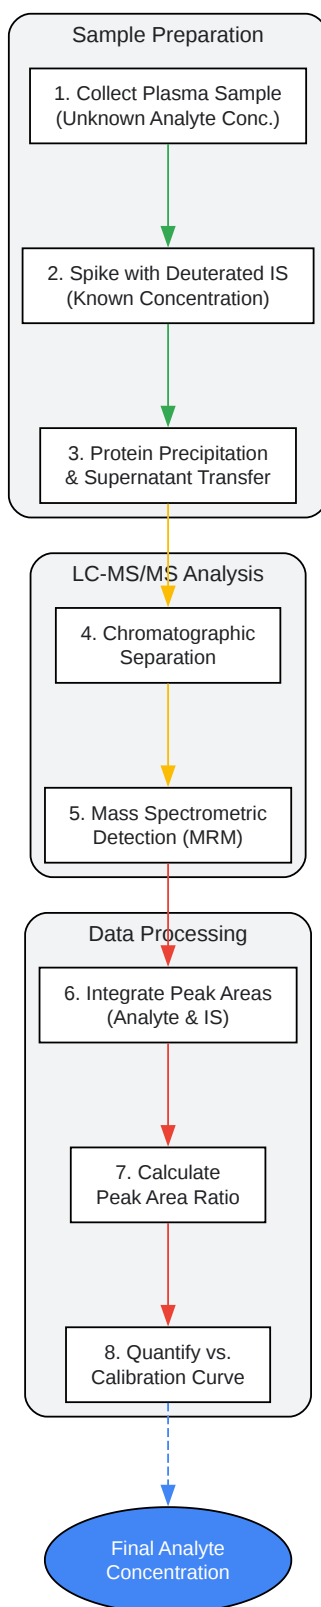 Sample Preparation
1. Collect Plasma Sample
(Unknown Analyte Conc.)
2. Spike with Deuterated IS
(Known Concentration)
3. Protein Precipitation
& Supernatant Transfer
LC-MS/MS Analysis
4. Chromatographic
Separation
5. Mass Spectrometric
Detection (MRM)
Data Processing
6. Integrate Peak Areas
(Analyte & IS)
7. Calculate
Peak Area Ratio
8. Quantify vs.
Calibration Curve
Final Analyte
Concentration